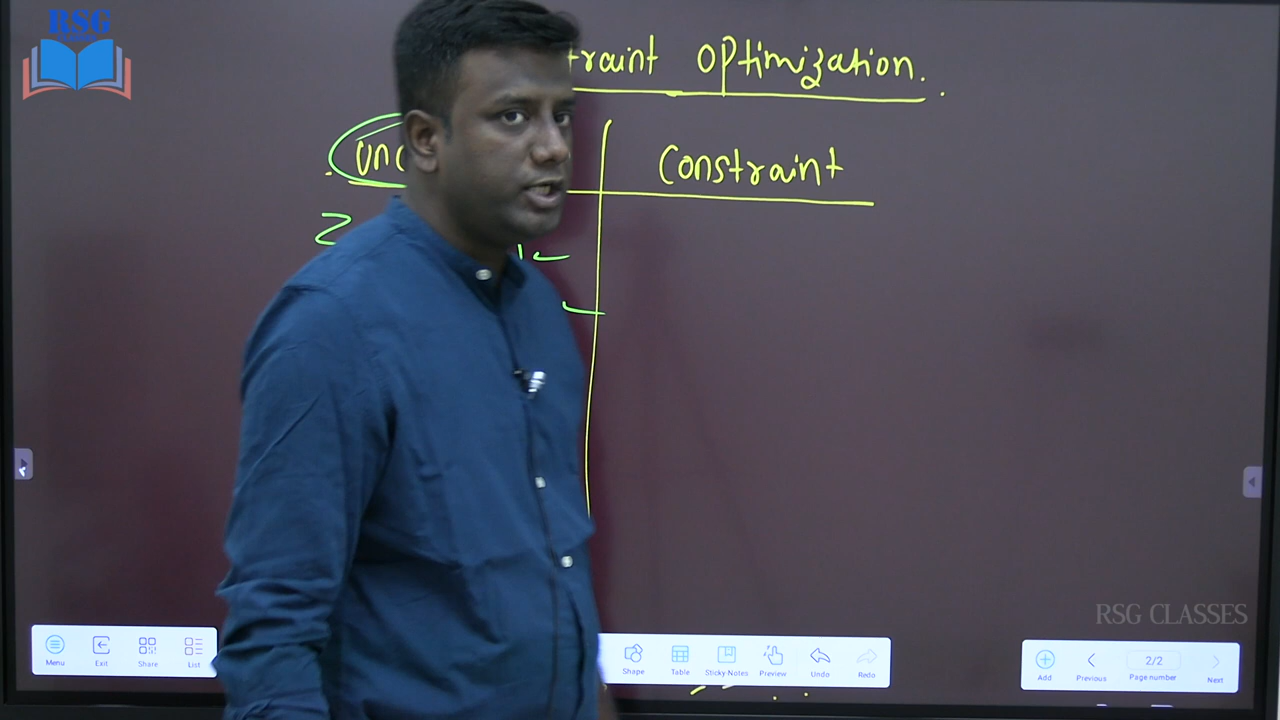 RSG
traint optimization.
Constraint
RSG CLASSES
Menu
Exit
Share
List
Shape
Table
Sticky-Notes
Preview
Undo
Redo
Add
Previous
2/2
Page number
Next